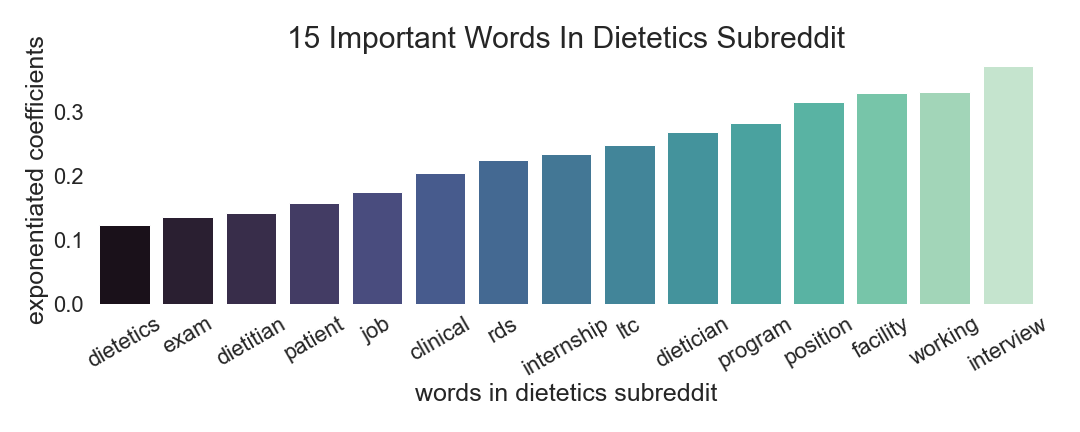 15 Important Words In Dietetics Subreddit
exponentiated coefficients
0.3
0.2
0.1
0.0
dietetics
exam
dietitian
patient
job
clinical
rds
internship
ltc
dietician
program
position
facility
working
interview
words in dietetics subreddit